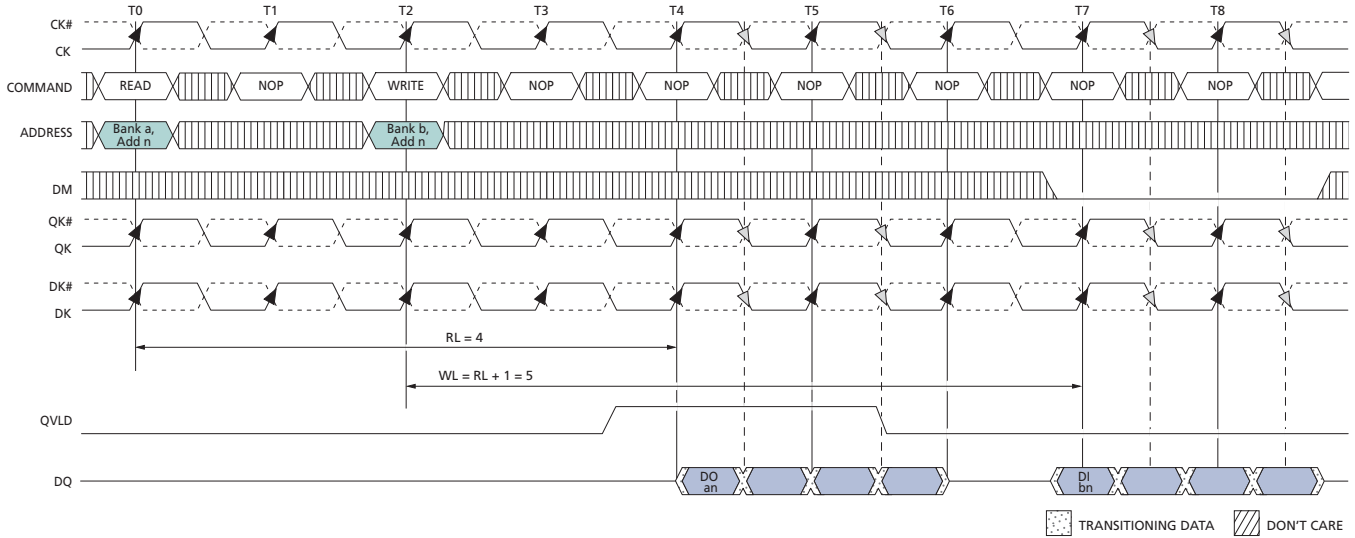 T0 T1 T2 T3 T4 T5 T6 T7 T8
CK#
CK
COMMAND READ NOP WRITE NOP NOP NOP NOP NOP NOP
ADDRESS Bank a, Add n Bank b, Add n
DM
QK#
QK
DK#
DK
RL = 4
WL = RL + 1 = 5
QVLD
DQ DO an DI bn
TRANSITIONING DATA DON'T CARE